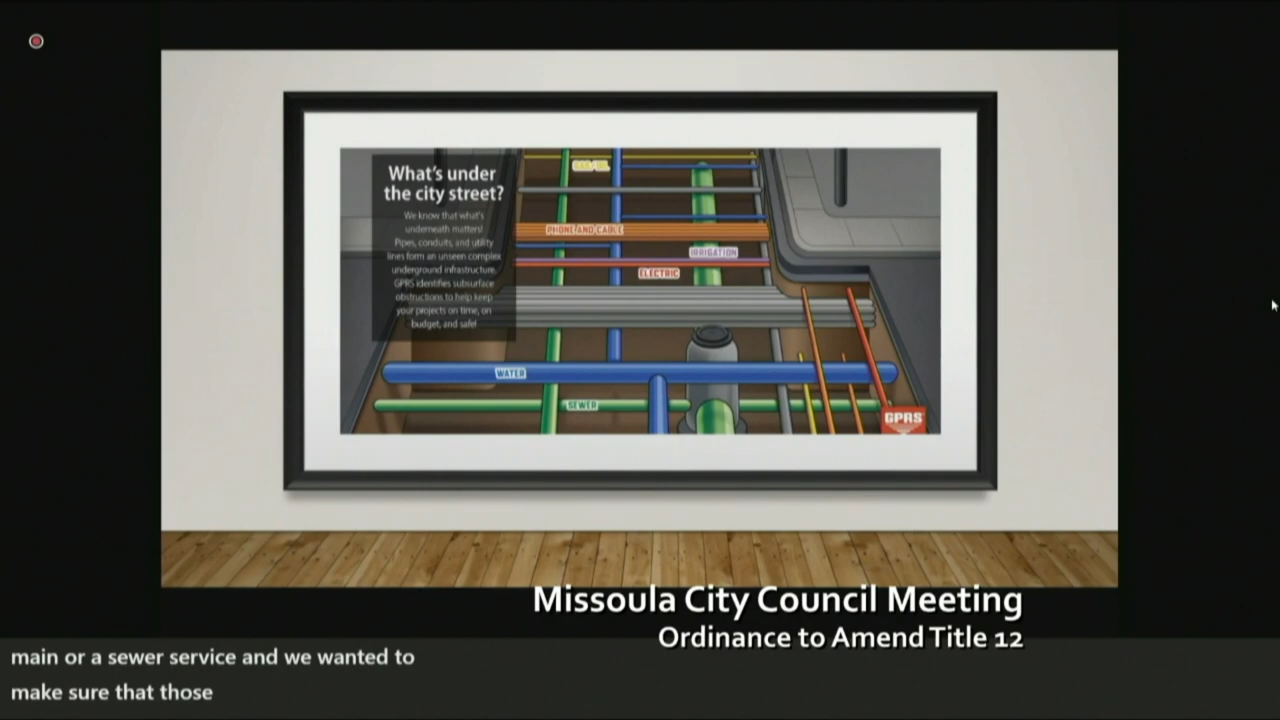 What's under
the city street?
We know that what's
underneath matters!
Pipes, conduits, and utility
lines form an unseen complex
underground infrastructure.
GPRS identifies subsurface
obstructions to help keep
your projects on time, on
budget, and safe!
GAS/OIL
PHONE AND CABLE
IRRIGATION
ELECTRIC
WATER
SEWER
GPRS
Missoula City Council Meeting
Ordinance to Amend Title 12
main or a sewer service and we wanted to
make sure that those